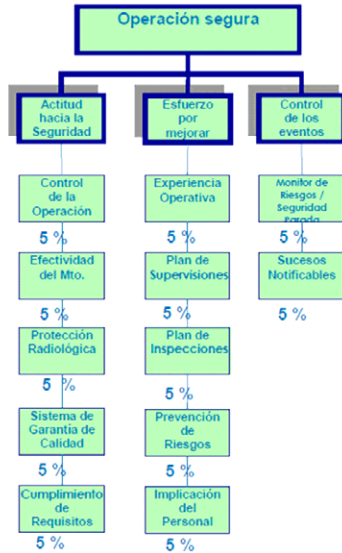 Operación segura
Actitud
hacia la
Seguridad
Control
de la
Operación
5 %
Efectividad
del Mto.
5 %
Protección
Radiológica
5 %
Sistema de
Garantia de
Calidad
5 %
Cumplimiento
de
Requisitos
5 %
Esfuerzo
por
mejorar
Experiencia
Operativa
5 %
Plan de
Supervisiones
5 %
Plan de
Inspecciones
5 %
Prevención
de
Riesgos
5 %
Implicación
del
Personal
5 %
Control
de los
eventos
Monitor de
Riesgos /
Seguridad
Parada
5 %
Sucesos
Notificables
5 %